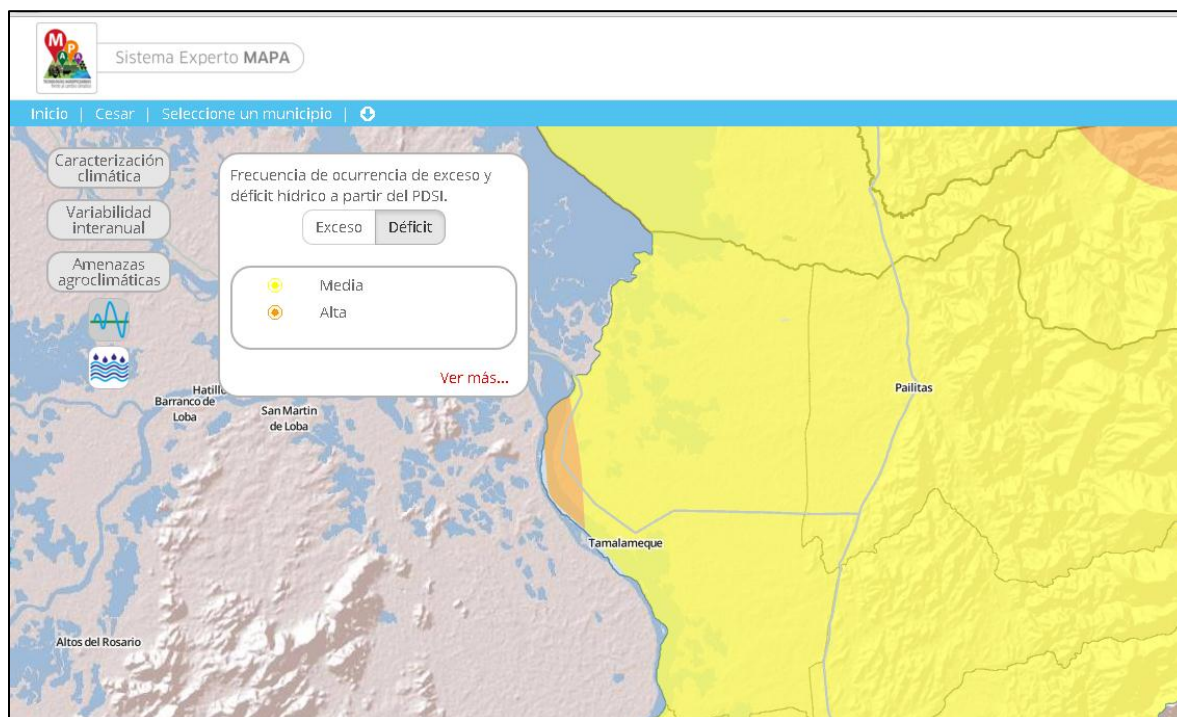 M
A P A
Sistema Experto MAPA
Inicio | Cesar | Seleccione un municipio |
Caracterización
climática
Variabilidad
interanual
Amenazas
agroclimáticas
Frecuencia de ocurrencia de exceso y
déficit hídrico a partir del PDSI.
Exceso Déficit
Media
Alta
Ver más...
Hatillo
Barranco de
Loba
San Martin
de Loba
Pailitas
Tamalameque
Altos del Rosario